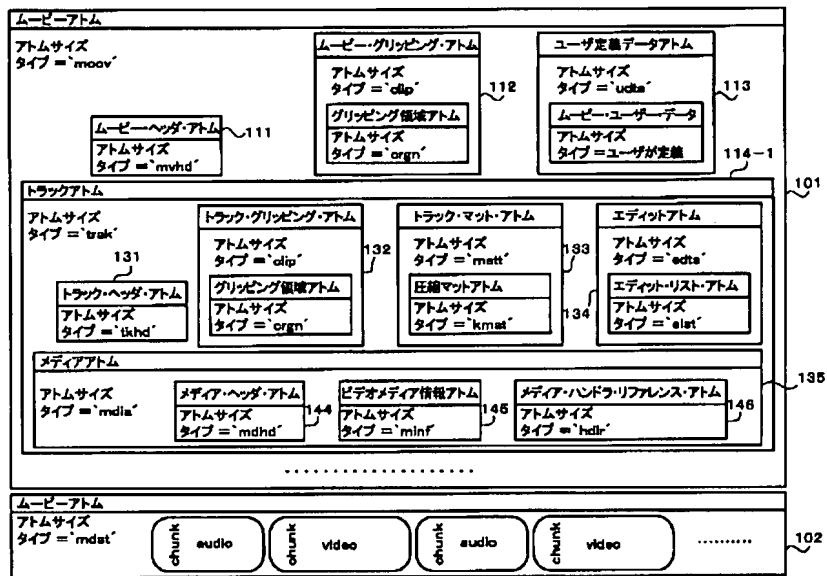 ムービーアトム
アトムサイズ
タイプ=`moov´
ムービー・グリッピング・アトム
アトムサイズ
タイプ=`clip´
グリッピング領域アトム
アトムサイズ
タイプ=`crgn´
112
ユーザ定義データアトム
アトムサイズ
タイプ=`udta´
ムービー・ユーザー・データ
アトムサイズ
タイプ=ユーザが定義
113
ムービー・ヘッダ・アトム
アトムサイズ
タイプ=`mvhd´
111
114-1
101
トラックアトム
アトムサイズ
タイプ=`trak´
131
トラック・ヘッダ・アトム
アトムサイズ
タイプ=`tkhd´
トラック・グリッピング・アトム
アトムサイズ
タイプ=`clip´
グリッピング領域アトム
アトムサイズ
タイプ=`crgn´
132
トラック・マット・アトム
アトムサイズ
タイプ=`matt´
圧縮マットアトム
アトムサイズ
タイプ=`kmat´
133
エディットアトム
アトムサイズ
タイプ=`edts´
エディット・リスト・アトム
アトムサイズ
タイプ=`elst´
134
メディアアトム
アトムサイズ
タイプ=`mdia´
メディア・ヘッダ・アトム
アトムサイズ
タイプ=`mdhd´
144
ビデオメディア情報アトム
アトムサイズ
タイプ=`minf´
145
メディア・ハンドラ・リファレンス・アトム
アトムサイズ
タイプ=`hdlr´
146
135
ムービーアトム
アトムサイズ
タイプ=`mdat´
chunk audio
chunk video
chunk audio
chunk video
102